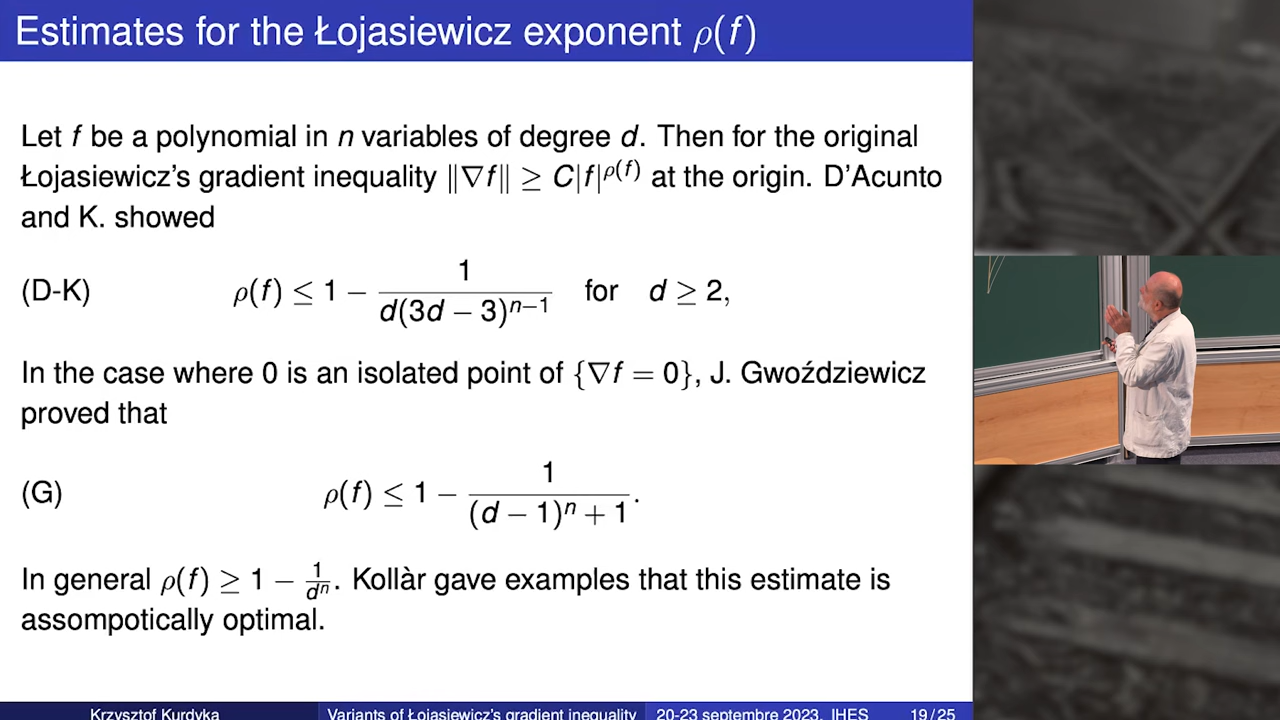 Estimates for the Łojasiewicz exponent ρ(f)
Let f be a polynomial in n variables of degree d. Then for the original
Łojasiewicz's gradient inequality ‖∇f‖ ≥ C|f|^{ρ(f)} at the origin. D'Acunto
and K. showed
(D-K) ρ(f) ≤ 1 − \frac{1}{d(3d − 3)^{n−1}} for d ≥ 2,
In the case where 0 is an isolated point of {∇f = 0}, J. Gwoździewicz
proved that
(G) ρ(f) ≤ 1 − \frac{1}{(d − 1)^n + 1}.
In general ρ(f) ≥ 1 − \frac{1}{d^n}. Kollàr gave examples that this estimate is
assompotically optimal.
Krzysztof Kurdyka Variants of Łojasiewicz's gradient inequality 20-23 septembre 2023, IHES 19 / 25